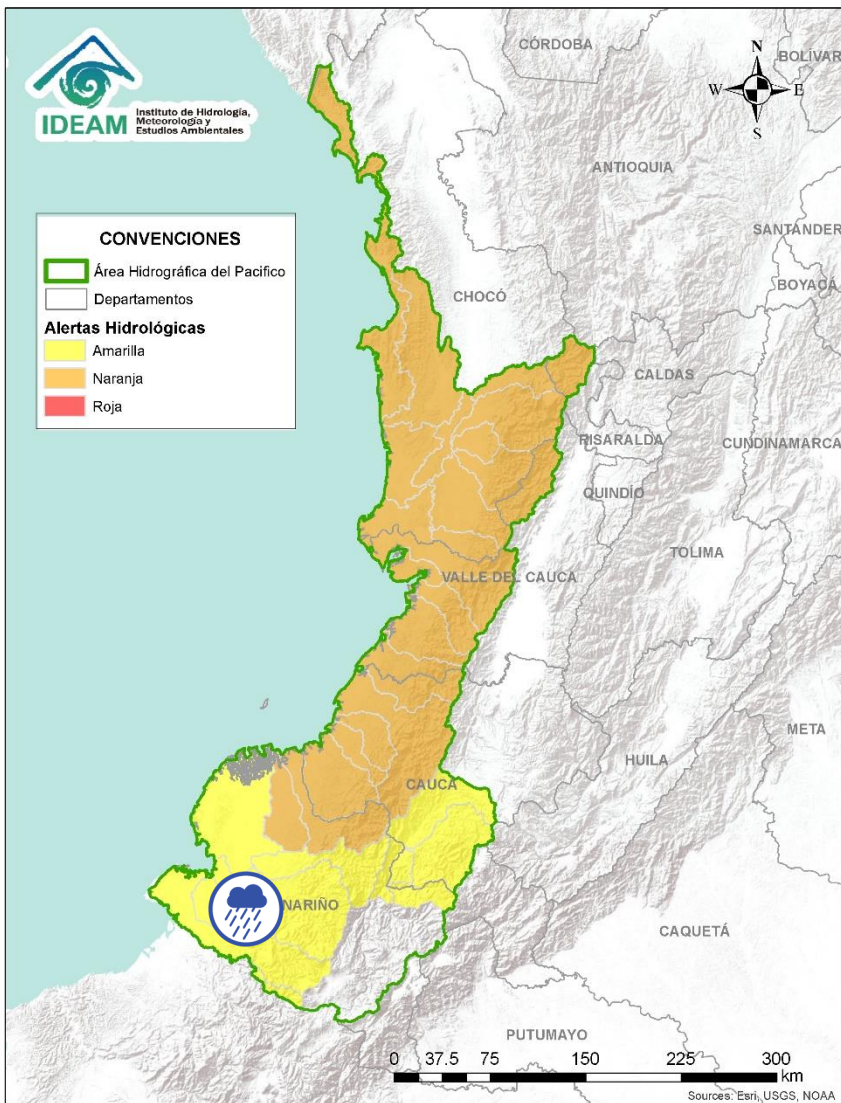 IDEAM
Instituto de Hidrología,
Meteorología y
Estudios Ambientales
CÓRDOBA
BOLÍVAR
N
W
E
S
ANTIOQUIA
SANTANDER
BOYACÁ
CONVENCIONES
Área Hidrográfica del Pacifico
Departamentos
Alertas Hidrológicas
Amarilla
Naranja
Roja
CHOCÓ
CALDAS
RISARALDA
CUNDINAMARCA
QUINDÍO
TOLIMA
VALLE DEL CAUCA
META
HUILA
CAUCA
NARIÑO
CAQUETÁ
PUTUMAYO
0 37.5 75 150 225 300
km
Sources: Esri, USGS, NOAA